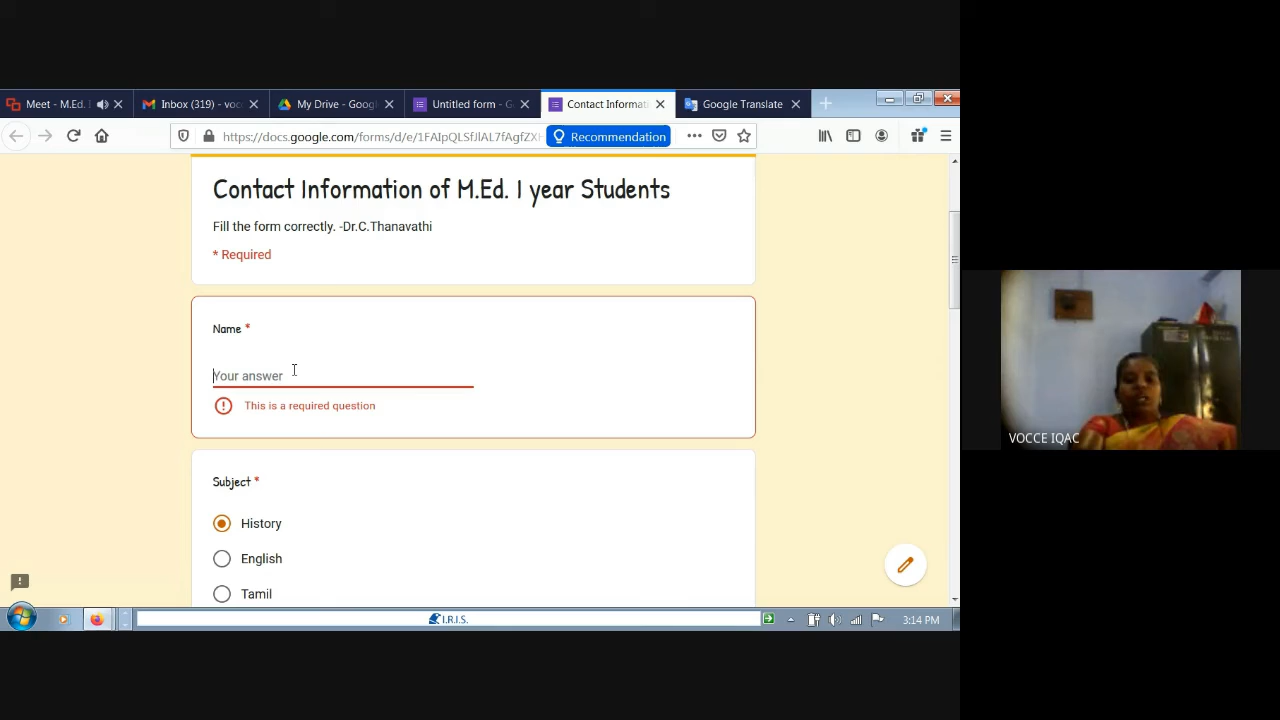 Meet - M.Ed.
Inbox (319) - voc
My Drive - Goog
Untitled form - G
Contact Informat
Google Translate
https://docs.google.com/forms/d/e/1FAIpQLSfJlAL7fAgfZX
Recommendation
Contact Information of M.Ed. I year Students
Fill the form correctly. -Dr.C.Thanavathi
* Required
Name *
Your answer
This is a required question
VOCCE IQAC
Subject *
History
English
Tamil
I.R.I.S.
3:14 PM